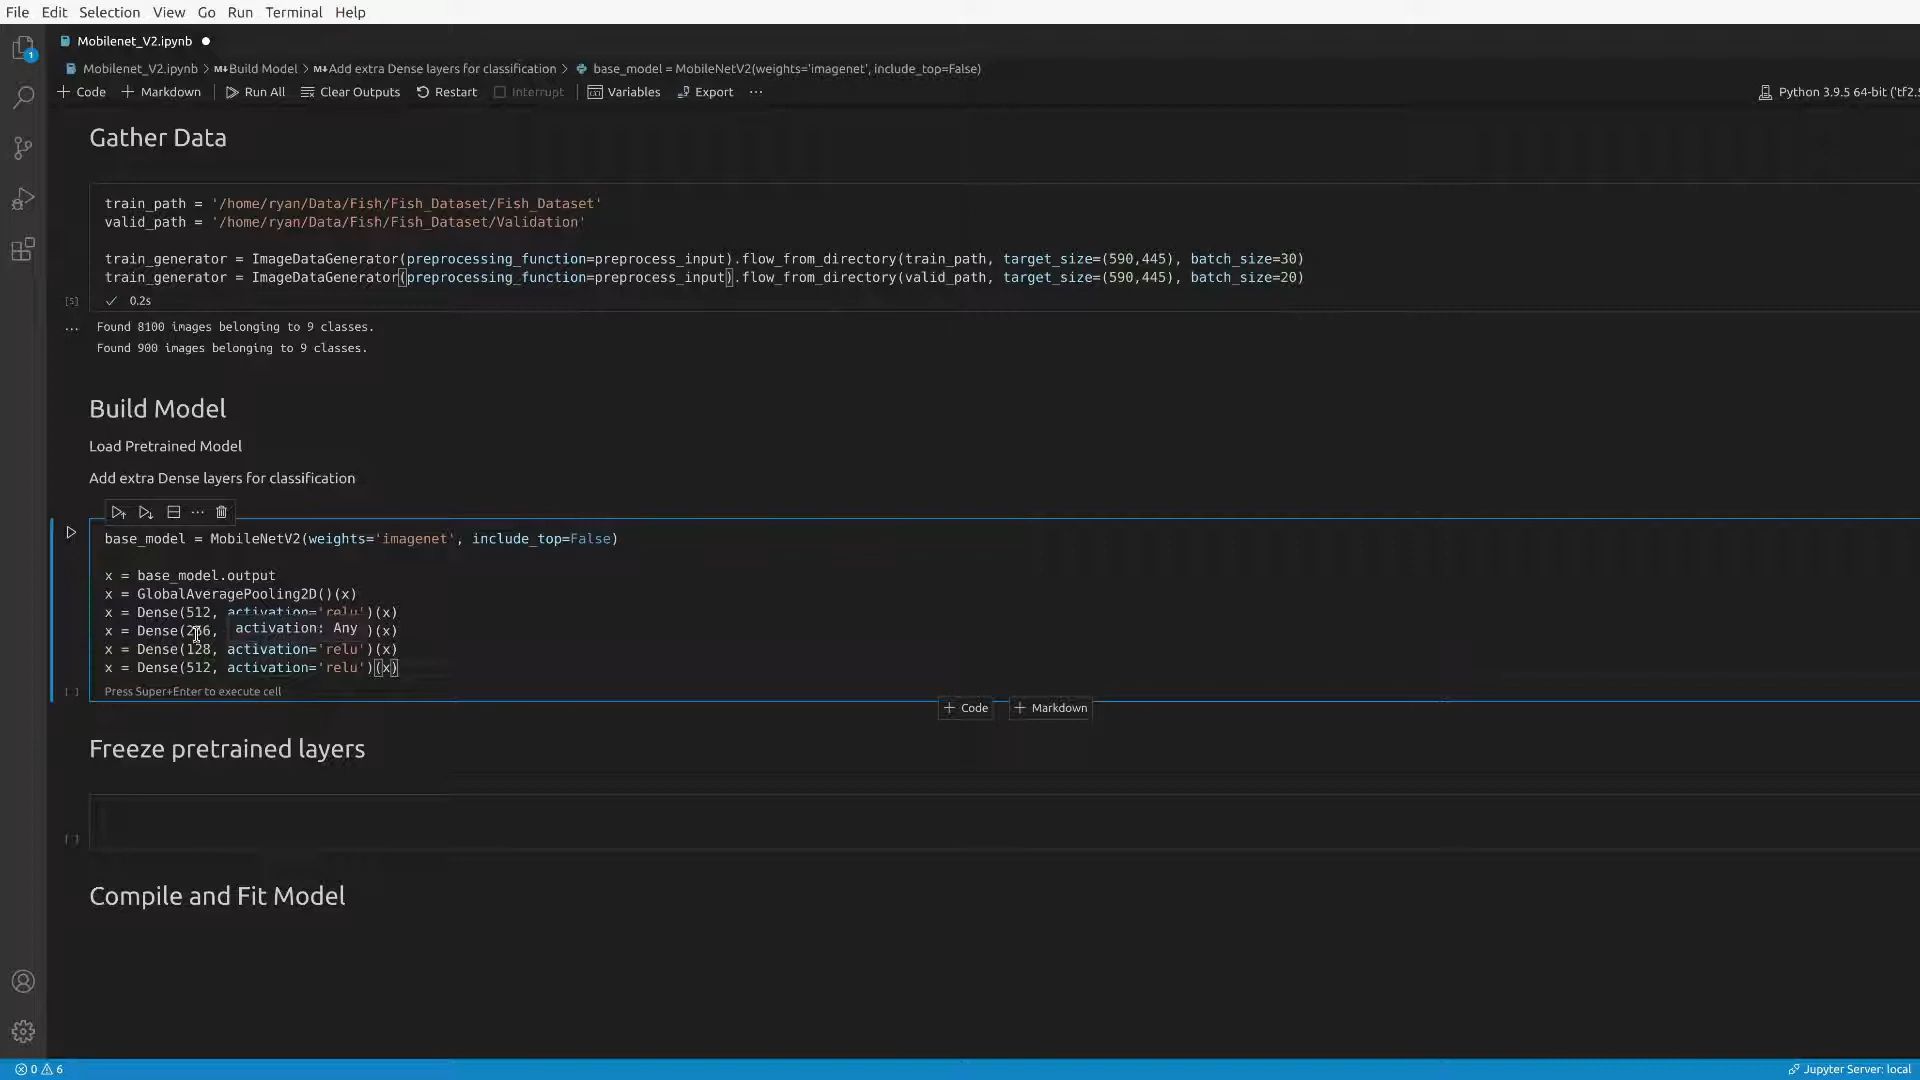 File Edit Selection View Go Run Terminal Help
1
Mobilenet_V2.ipynb
Mobilenet_V2.ipynb > M↓Build Model > M↓Add extra Dense layers for classification > base_model = MobileNetV2(weights='imagenet', include_top=False)
+ Code + Markdown Run All Clear Outputs Restart Interrupt Variables Export ··· Python 3.9.5 64-bit ('tf2.5
Gather Data
train_path = '/home/ryan/Data/Fish/Fish_Dataset/Fish_Dataset'
valid_path = '/home/ryan/Data/Fish/Fish_Dataset/Validation'
train_generator = ImageDataGenerator(preprocessing_function=preprocess_input).flow_from_directory(train_path, target_size=(590,445), batch_size=30)
train_generator = ImageDataGenerator(preprocessing_function=preprocess_input).flow_from_directory(valid_path, target_size=(590,445), batch_size=20)
[5] ✓ 0.2s
··· Found 8100 images belonging to 9 classes.
Found 900 images belonging to 9 classes.
Build Model
Load Pretrained Model
Add extra Dense layers for classification
base_model = MobileNetV2(weights='imagenet', include_top=False)
x = base_model.output
x = GlobalAveragePooling2D()(x)
x = Dense(512, activation='relu')(x)
x = Dense(256, activation: Any )(x)
x = Dense(128, activation='relu')(x)
x = Dense(512, activation='relu')(x)
[ ] Press Super+Enter to execute cell
+ Code + Markdown
Freeze pretrained layers
[ ]
Compile and Fit Model
0 6 Jupyter Server: local